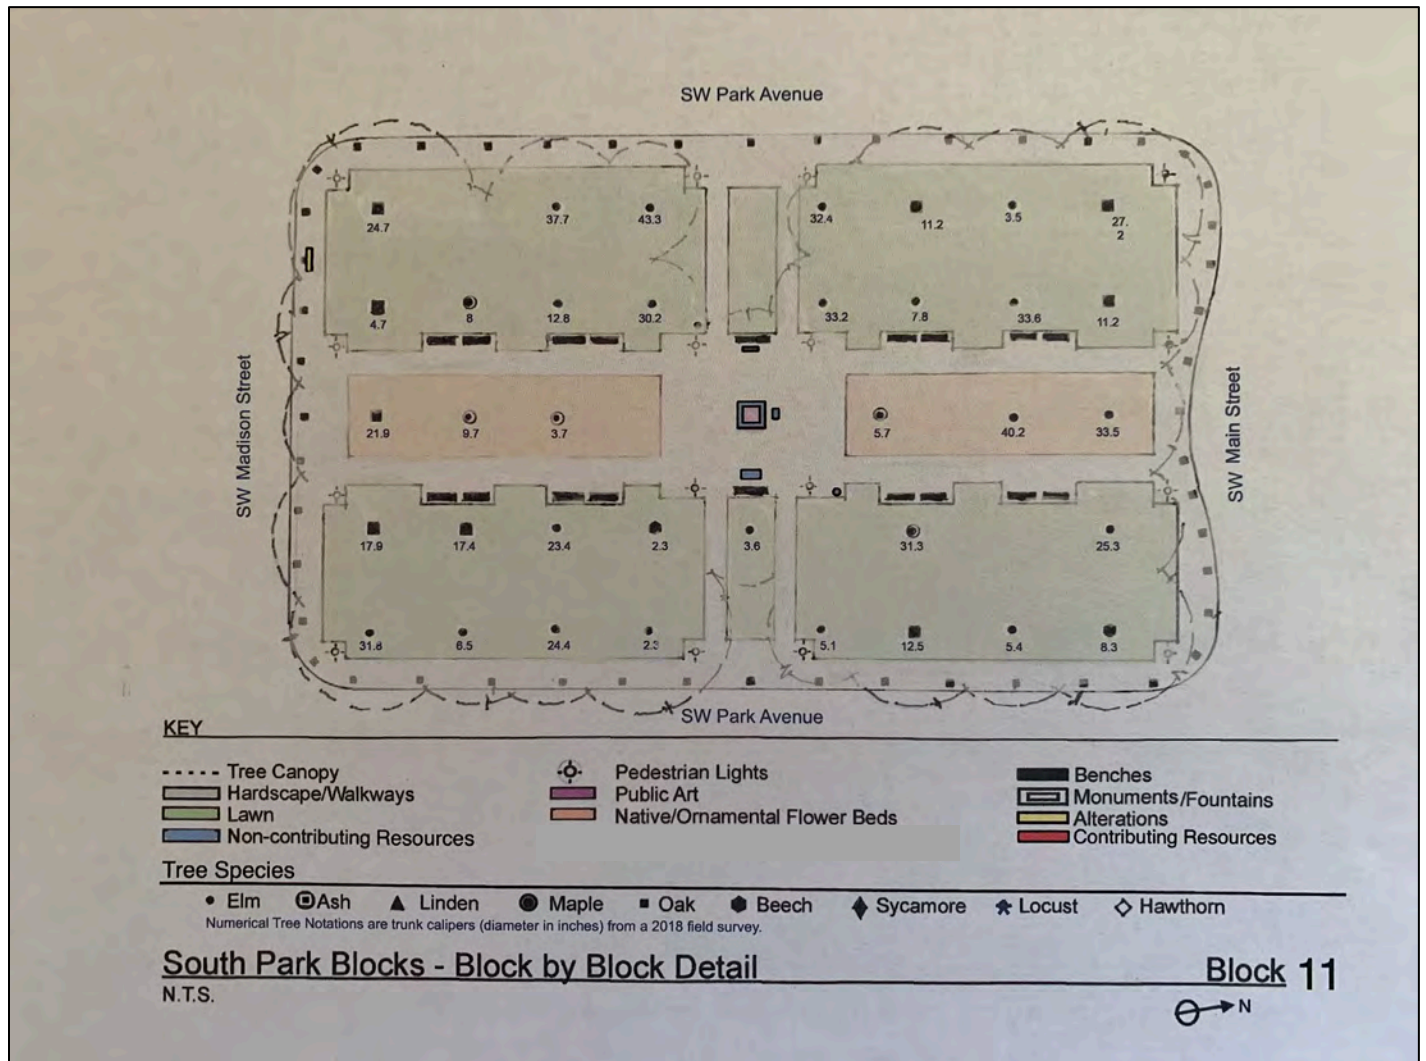 SW Park Avenue
24.7
37.7
43.3
32.4
11.2
3.5
27.
2
4.7
8
12.8
30.2
33.2
7.8
33.6
11.2
SW Madison Street
21.9
9.7
3.7
5.7
40.2
33.5
SW Main Street
17.9
17.4
23.4
2.3
3.6
31.3
25.3
31.8
6.5
24.4
5.1
12.5
5.4
8.3
SW Park Avenue
KEY
Tree Canopy
Hardscape/Walkways
Lawn
Non-contributing Resources
Pedestrian Lights
Public Art
Native/Ornamental Flower Beds
Benches
Monuments/Fountains
Alterations
Contributing Resources
Tree Species
Elm Ash Linden Maple Oak Beech Sycamore Locust Hawthorn
Numerical Tree Notations are trunk calipers (diameter in inches) from a 2018 field survey.
South Park Blocks - Block by Block Detail Block 11
N.T.S.
N